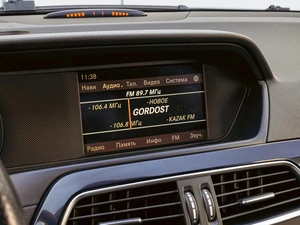 11:38
FM 89.7 МГц
Нави Аудио Тел. Видео Система
-НОВОЕ
-106.4 МГц
GORDOST
-106.8 МГц
-KAZAK FM
Радио Память Инфо FM Звук